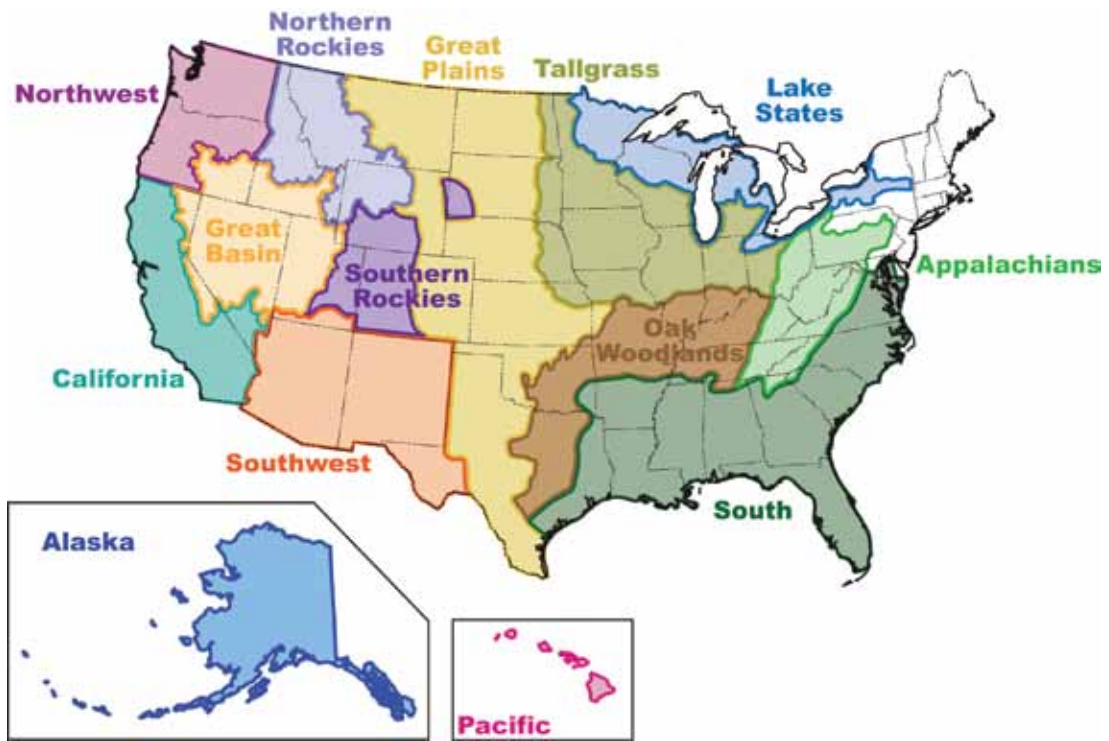 Northern
Rockies
Great
Plains
Tallgrass
Northwest
Lake
States
Great
Basin
Southern
Rockies
Appalachians
Oak
Woodlands
California
Southwest
South
Alaska
Pacific